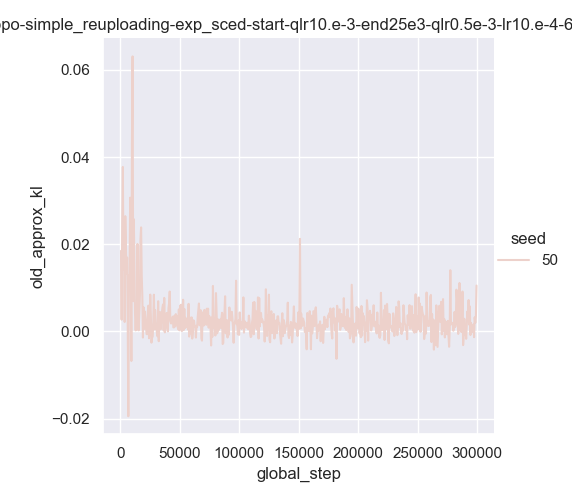 po-simple_reuploading-exp_sced-start-qlr10.e-3-end25e3-qlr0.5e-3-lr10.e-4-6
0.06
0.04
0.02
0.00
−0.02
old_approx_kl
0 50000 100000 150000 200000 250000 300000
global_step
seed
50